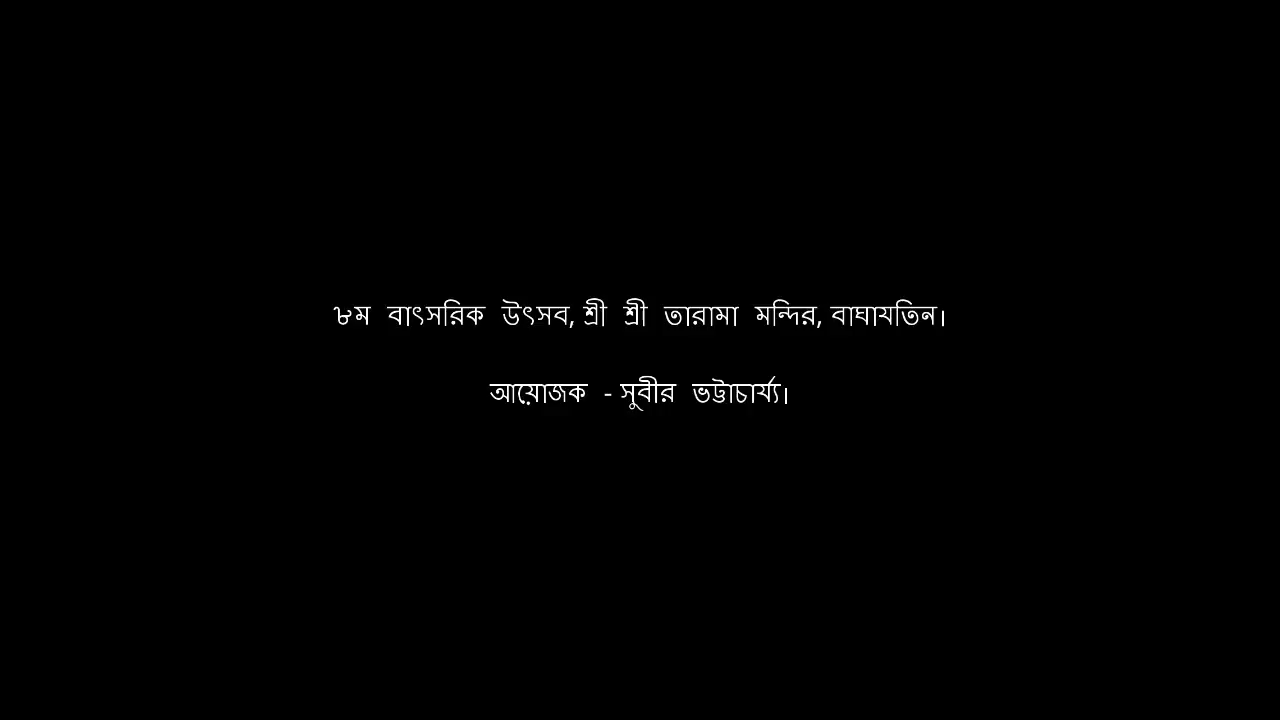 ৮ম বাৎসরিক উৎসব, শ্রী শ্রী তারামা মন্দির, বাঘাযতিন।
আয়োজক - সুবীর ভট্টাচার্য্য।